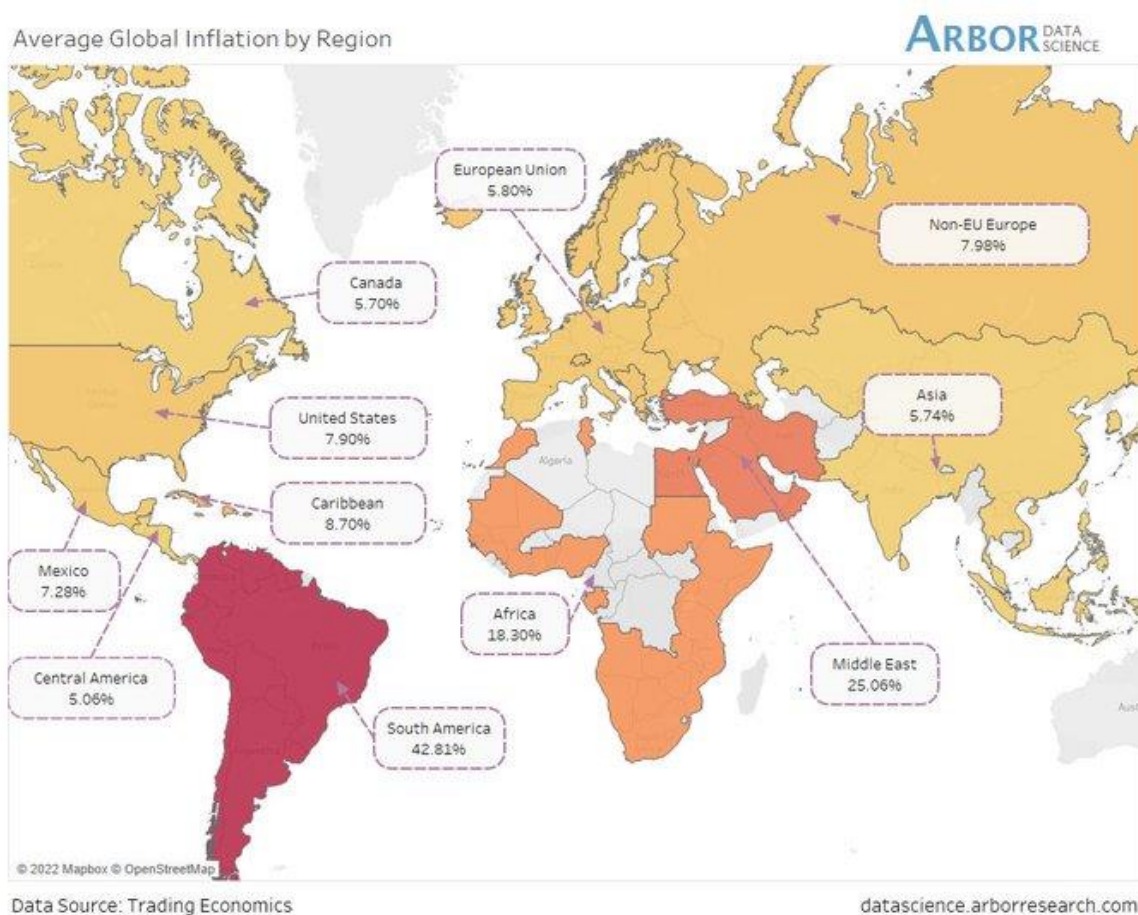 Average Global Inflation by Region
ARBOR DATA SCIENCE
European Union
5.80%
Non-EU Europe
7.98%
Canada
5.70%
Asia
5.74%
United States
7.90%
Algeria
Caribbean
8.70%
Mexico
7.28%
Africa
18.30%
Central America
5.06%
Middle East
25.06%
South America
42.81%
Aust
© 2022 Mapbox © OpenStreetMap
Data Source: Trading Economics
datascience.arborresearch.com